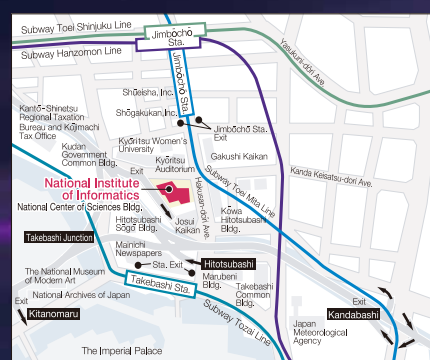 Subway Toei Shinjuku Line
Jimbōchō
Sta.
Subway Hanzomon Line
Yasukuni-dōri Ave.
Jimbōchō Sta.
Shūeisha, Inc.
Shōgakukan, Inc.
Jimbōchō Sta.
Exit
Kantō-Shinetsu
Regional Taxation
Bureau and Kōjimachi
Tax Office
Kyōritsu Women's
University
Kudan
Government
Common Bldg.
Gakushi Kaikan
Kyōritsu
Auditorium
Exit
Subway Toei Mita Line
Kanda Keisatsu-dōri Ave.
National Institute
of Informatics
National Center of Sciences Bldg.
Hakusan-dōri Ave.
Hitotsubashi
Sōgō Bldg.
Josui
Kaikan
Kōwa
Hitotsubashi
Bldg.
Takebashi Junction
Mainichi
Newspapers
Sta. Exit
Hitotsubashi
The National Museum
of Modern Art
Marubeni
Bldg.
Takebashi Sta.
Takebashi
Common
Bldg.
National Archives of Japan
Exit
Kitanomaru
Subway Tozai Line
Exit
Kandabashi
Japan
Meteorological
Agency
The Imperial Palace